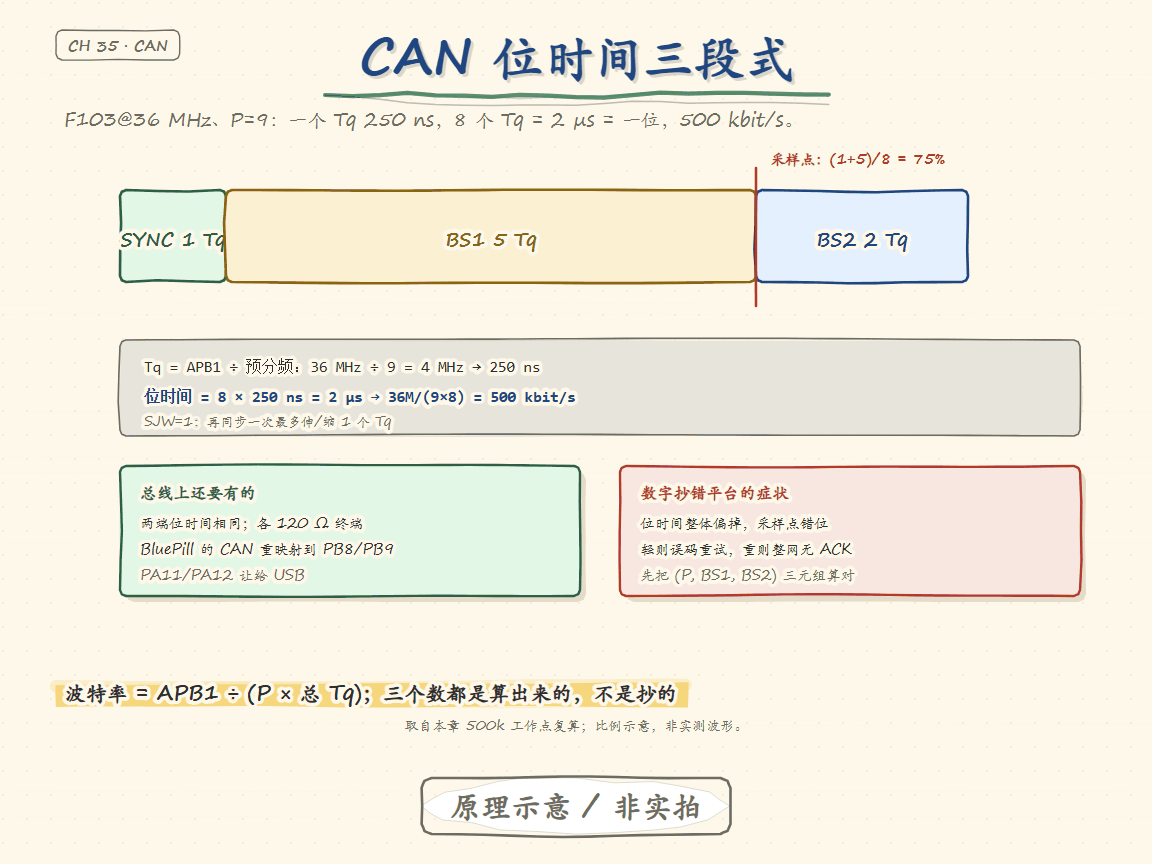 CH 35 · CAN
CAN 位时间三段式
F103@36 MHz、P=9：一个 Tq 250 ns，8 个 Tq = 2 µs = 一位，500 kbit/s。
采样点：(1+5)/8 = 75%
SYNC 1 Tq
BS1 5 Tq
BS2 2 Tq
Tq = APB1 ÷ 预分频：36 MHz ÷ 9 = 4 MHz → 250 ns
位时间 = 8 × 250 ns = 2 µs → 36M/(9×8) = 500 kbit/s
SJW=1：再同步一次最多伸/缩 1 个 Tq
总线上还要有的
两端位时间相同；各 120 Ω 终端
BluePill 的 CAN 重映射到 PB8/PB9
PA11/PA12 让给 USB
数字抄错平台的症状
位时间整体偏掉，采样点错位
轻则误码重试，重则整网无 ACK
先把 (P, BS1, BS2) 三元组算对
波特率 = APB1 ÷ (P × 总 Tq)；三个数都是算出来的，不是抄的
取自本章 500k 工作点复算；比例示意，非实测波形。
原理示意 / 非实拍